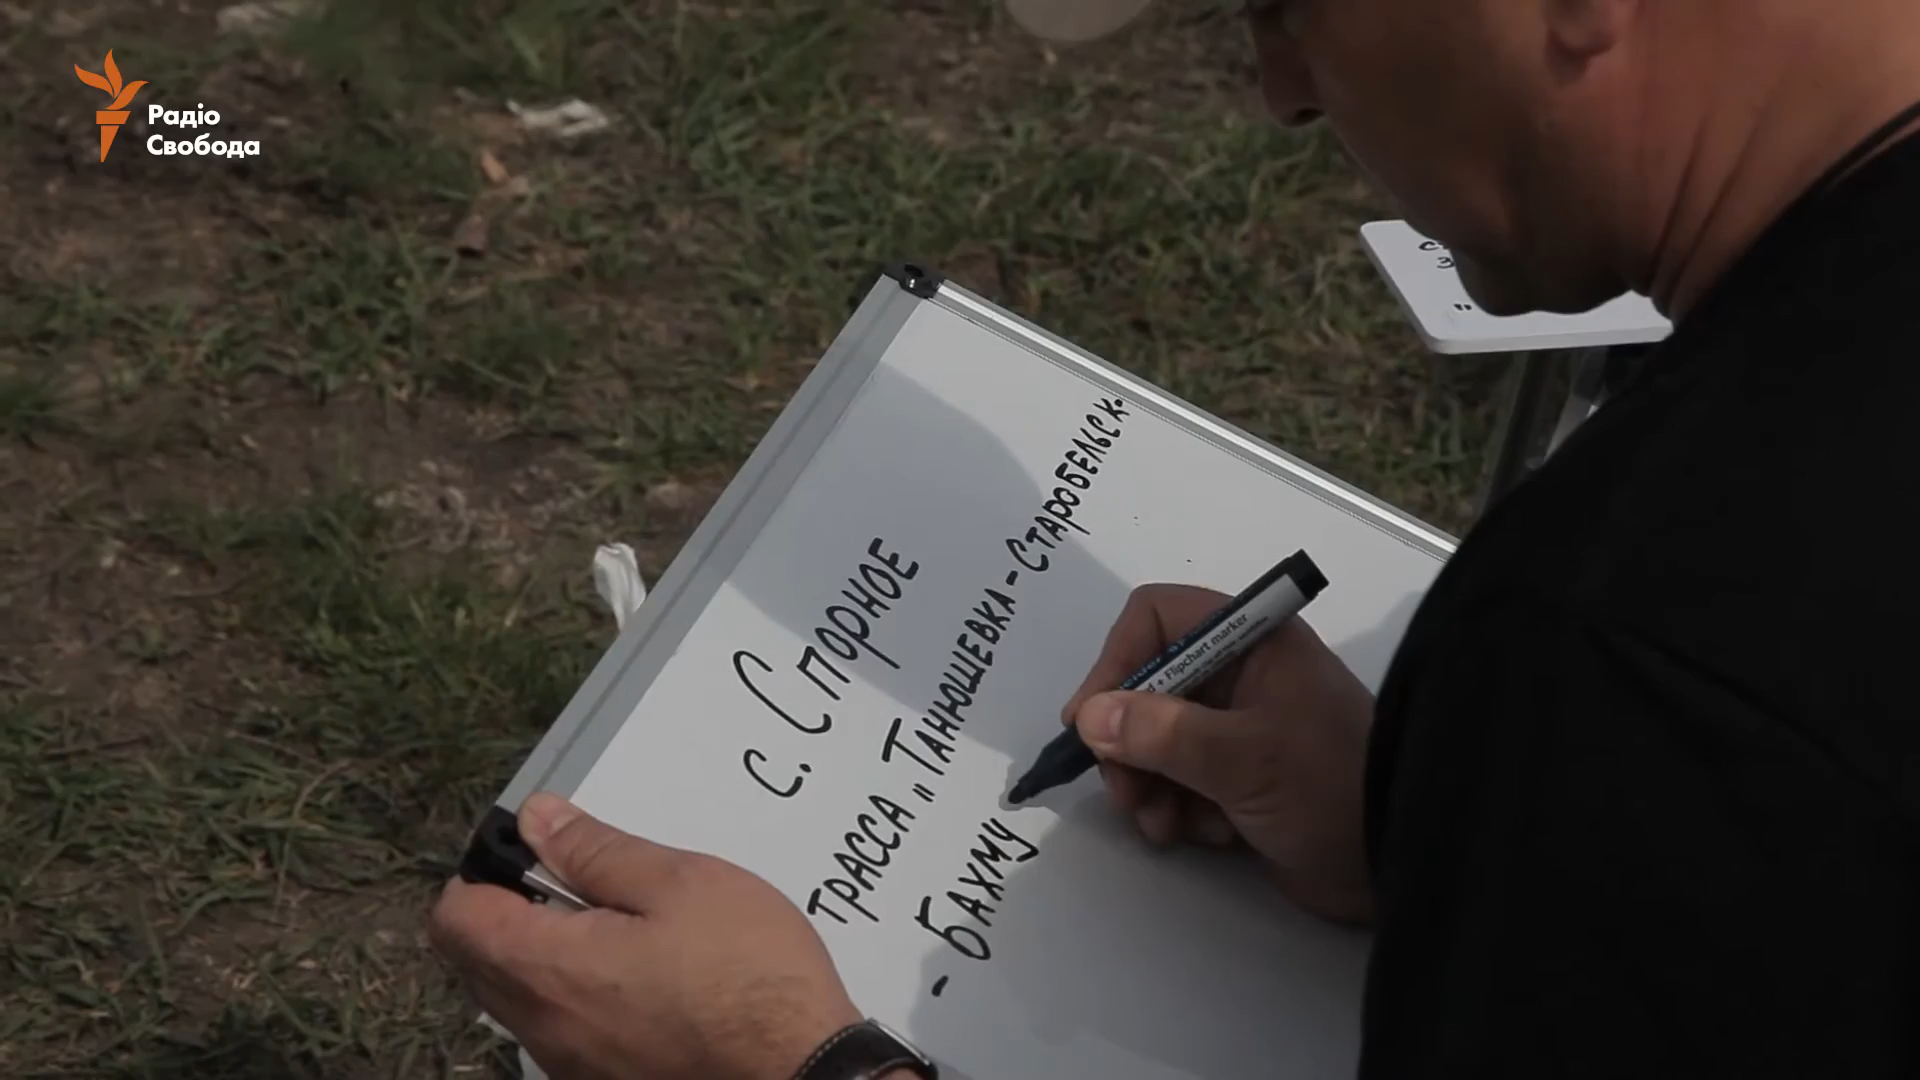 Радіо
Свобода
с. Спорное
трасса „Танюшевка-Старобельск-
- Бахму
d + Flipchart marker